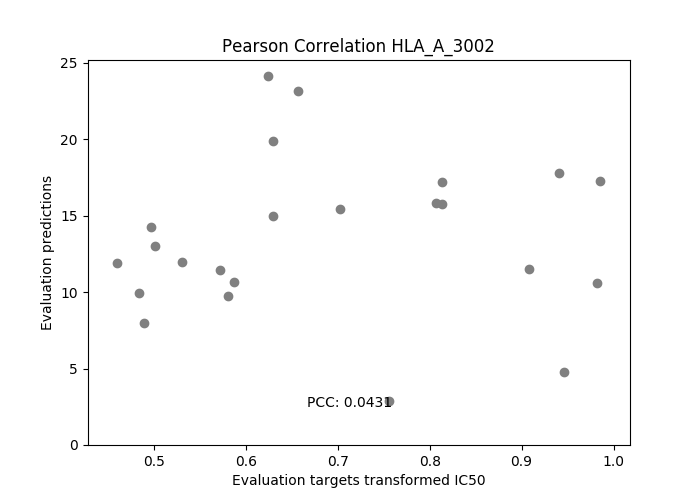 Pearson Correlation HLA_A_3002
25
20
15
10
5
0
Evaluation predictions
PCC: 0.0431
0.5 0.6 0.7 0.8 0.9 1.0
Evaluation targets transformed IC50